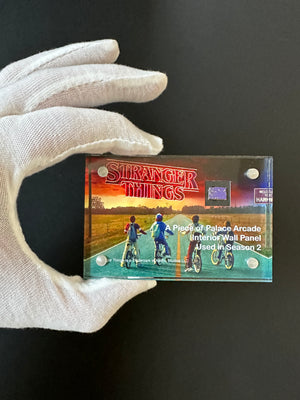 STRANGER
THINGS
A Piece of Palace Arcade
Interior Wall Panel
Used in Season 2